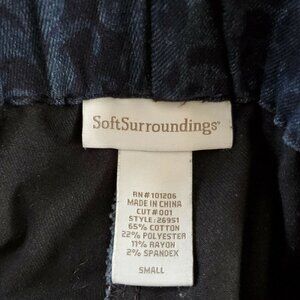 SoftSurroundings
RN#101206
MADE IN CHINA
CUT#001
STYLE:26951
65% COTTON
22% POLYESTER
11% RAYON
2% SPANDEX
SMALL